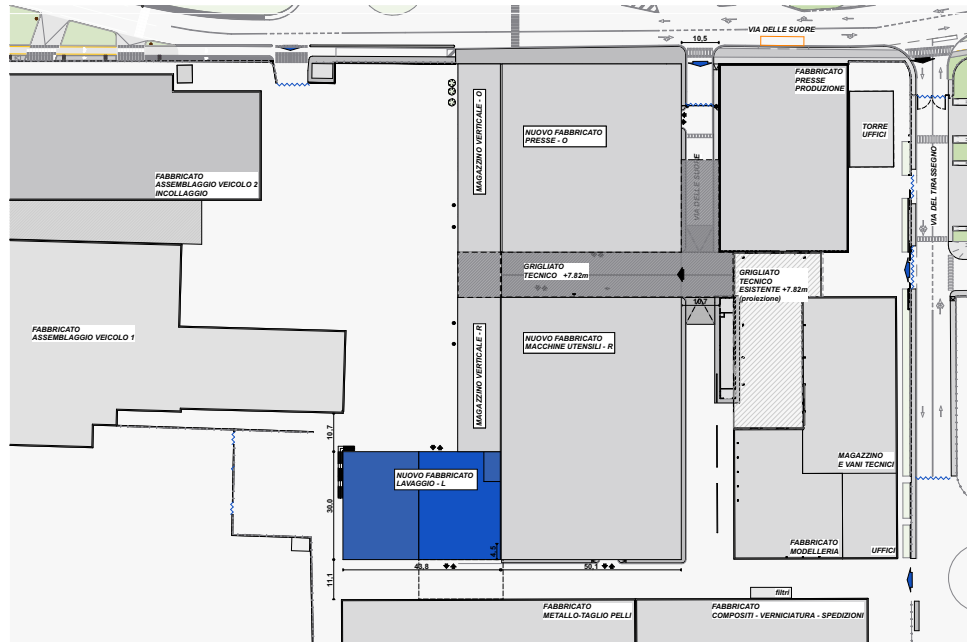 10,5
VIA DELLE SUORE
FABBRICATO
PRESSE
PRODUZIONE
TORRE
UFFICI
MAGAZZINO VERTICALE - O
NUOVO FABBRICATO
PRESSE - O
VIA DELLE SUORE
VIA DEL TIRASSEGNO
FABBRICATO
ASSEMBLAGGIO VEICOLO 2
INCOLLAGGIO
GRIGLIATO
TECNICO +7.82m
GRIGLIATO
TECNICO
ESISTENTE +7.82m
(proiezione)
10,7
FABBRICATO
ASSEMBLAGGIO VEICOLO 1
MAGAZZINO VERTICALE - R
NUOVO FABBRICATO
MACCHINE UTENSILI - R
10,7
NUOVO FABBRICATO
LAVAGGIO - L
MAGAZZINO
E VANI TECNICI
30,0
4,5
FABBRICATO
MODELLERIA
UFFICI
43,8
50,1
11,1
filtri
FABBRICATO
METALLO-TAGLIO PELLI
FABBRICATO
COMPOSITI - VERNICIATURA - SPEDIZIONI